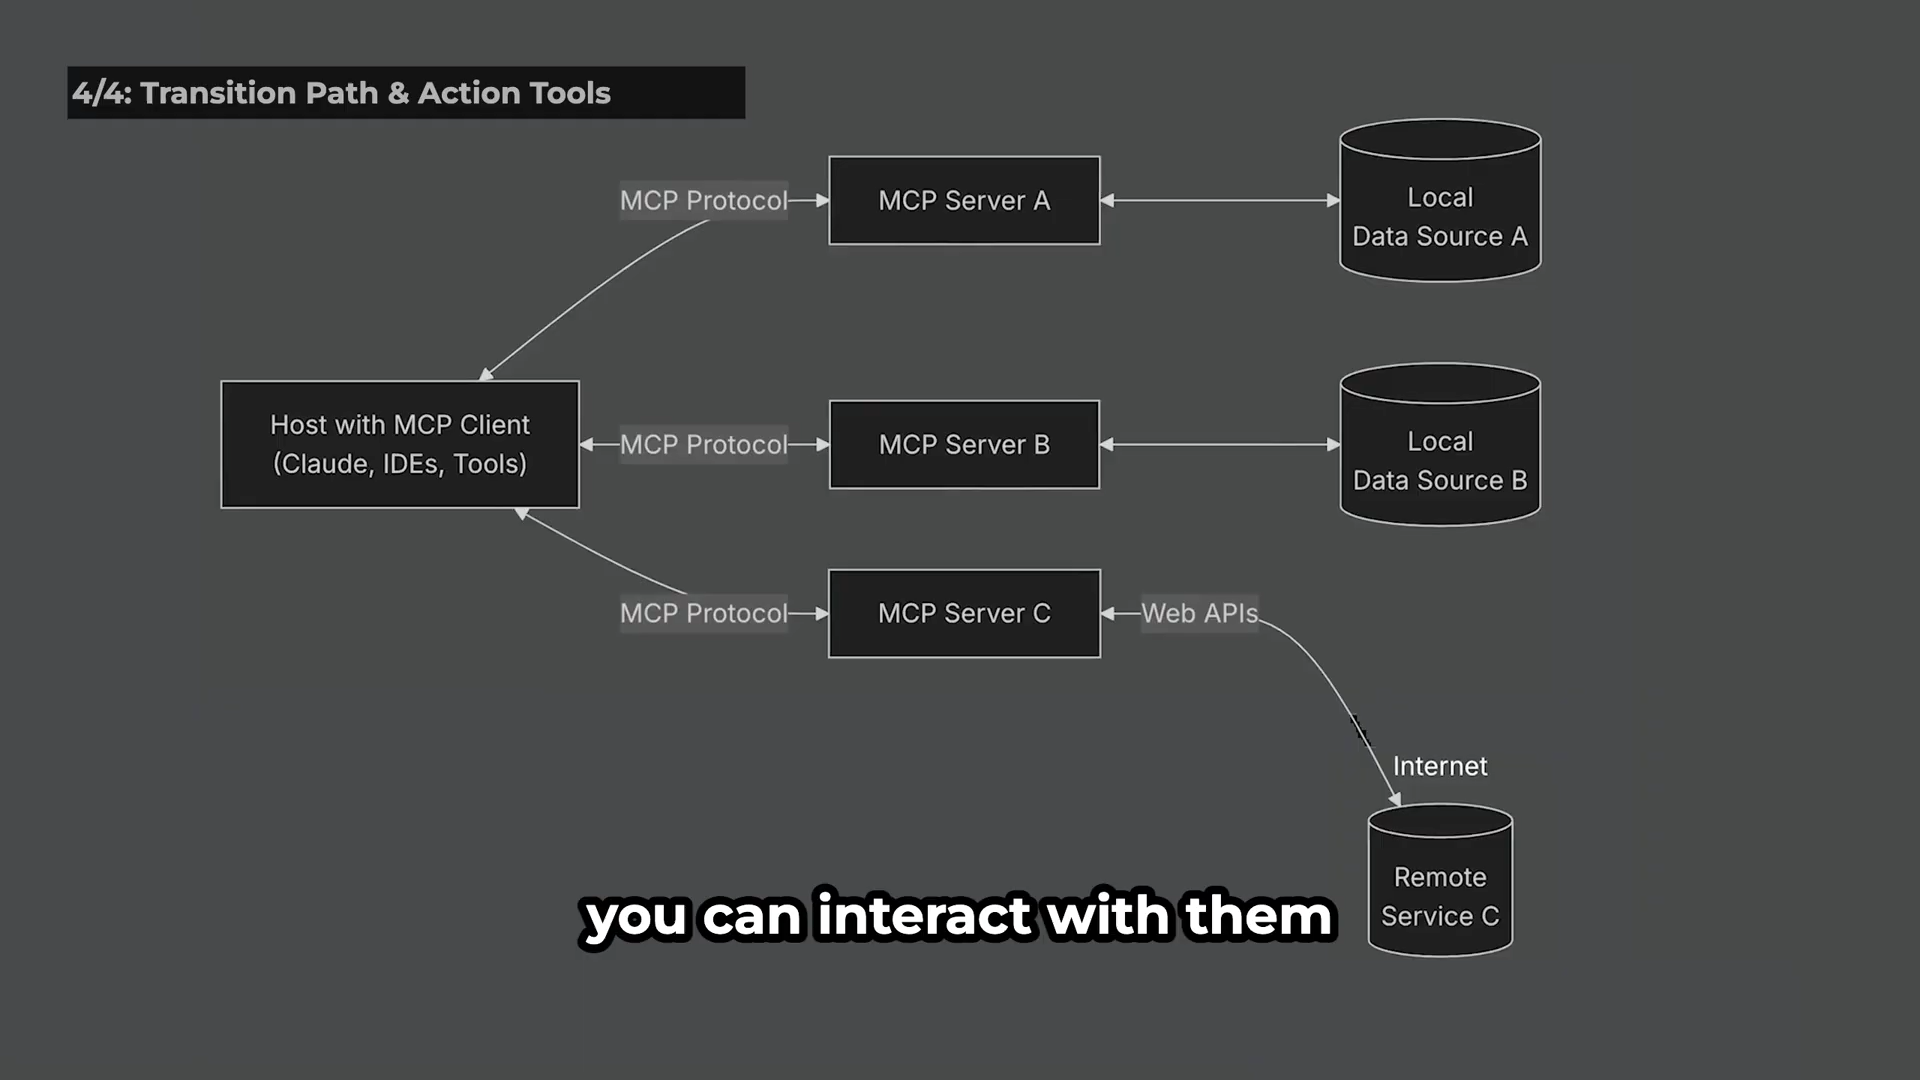 4/4: Transition Path & Action Tools
MCP Protocol
MCP Server A
Local
Data Source A
Host with MCP Client
(Claude, IDEs, Tools)
MCP Protocol
MCP Server B
Local
Data Source B
MCP Protocol
MCP Server C
Web APIs
Internet
Remote
Service C
you can interact with them